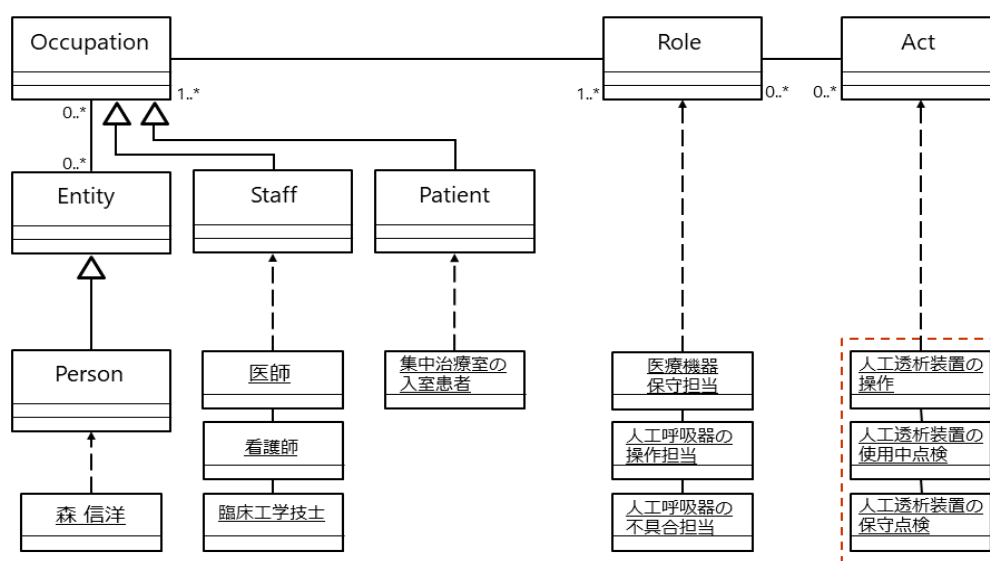 Occupation
Role
Act
1..*
1..*
0..*
0..*
0..*
0..*
Entity
Staff
Patient
Person
医師
集中治療室の
入室患者
医療機器
保守担当
人工透析装置の
操作
看護師
人工呼吸器の
操作担当
人工透析装置の
使用中点検
森 信洋
臨床工学技士
人工呼吸器の
不具合担当
人工透析装置の
保守点検